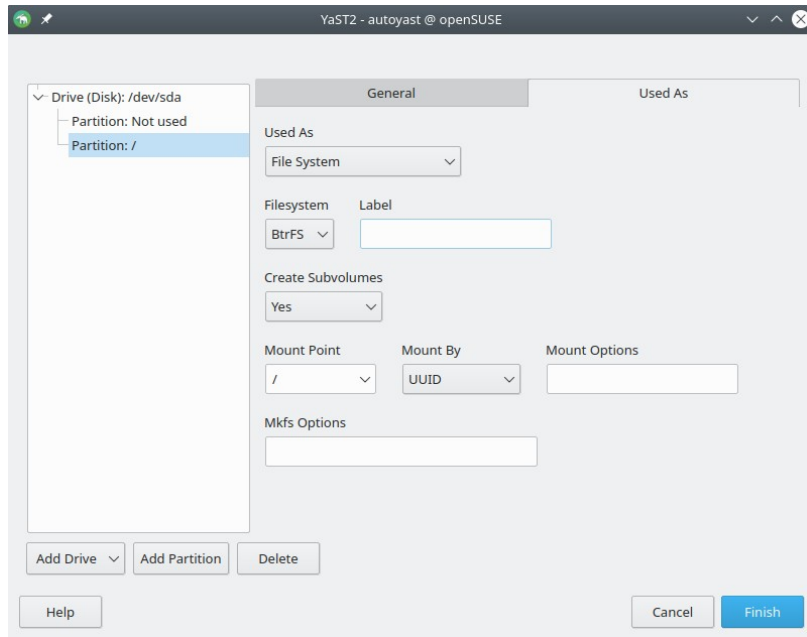 YaST2 - autoyast @ openSUSE
Drive (Disk): /dev/sda
Partition: Not used
Partition: /
General
Used As
Used As
File System
Filesystem
Label
BtrFS
Create Subvolumes
Yes
Mount Point
Mount By
Mount Options
/
UUID
Mkfs Options
Add Drive
Add Partition
Delete
Help
Cancel
Finish